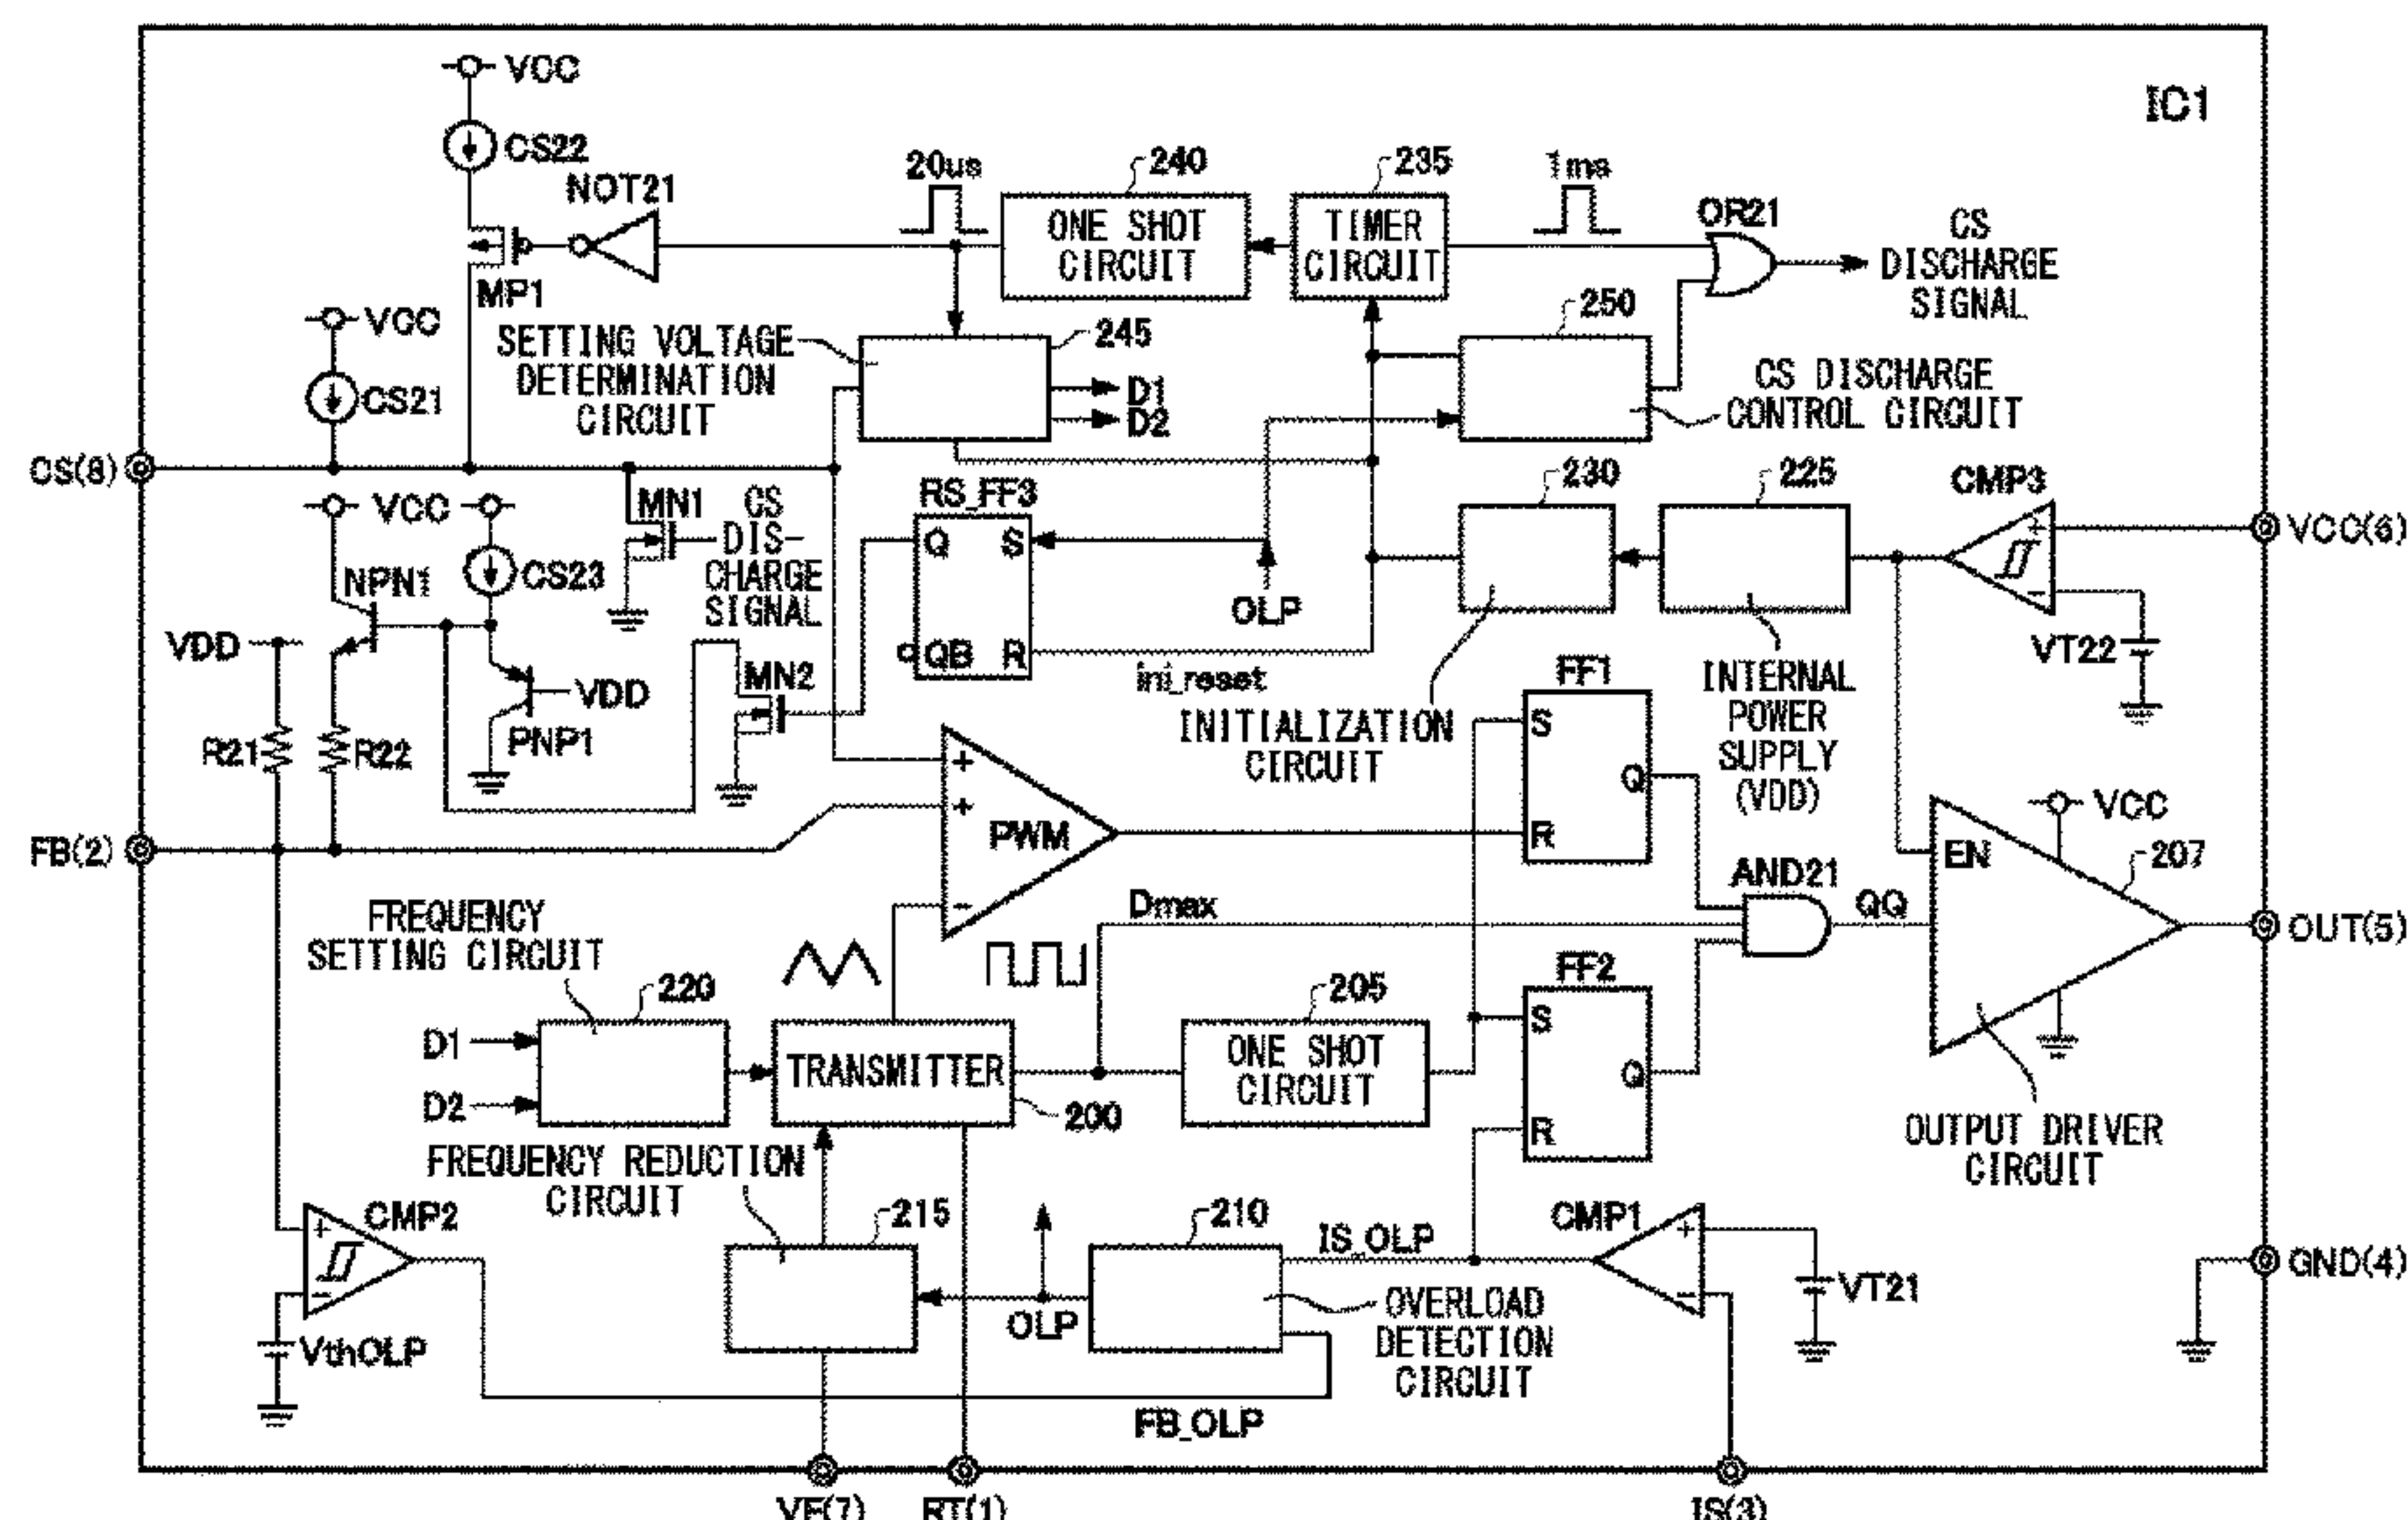 IC1
VCC
CS22
NOT21
20us
240
235
1ms
OR21
ONE SHOT
CIRCUIT
TIMER
CIRCUIT
CS
DISCHARGE
SIGNAL
MP1
VCC
CS21
SETTING VOLTAGE
DETERMINATION
CIRCUIT
245
D1
D2
250
CS DISCHARGE
CONTROL CIRCUIT
CS(8)
VCC
CS23
NPN1
MN1
CS
DIS-
CHARGE
SIGNAL
RS_FF3
Q
S
QB
R
OLP
ini_reset
230
225
CMP3
+
−
VCC(6)
VT22
INITIALIZATION
CIRCUIT
INTERNAL
POWER
SUPPLY
(VDD)
VDD
R21
R22
VDD
PNP1
MN2
FB(2)
+
+
−
PWM
FF1
S
Q
R
VCC
EN
207
AND21
QQ
OUT(5)
Dmax
FREQUENCY
SETTING CIRCUIT
220
D1
D2
TRANSMITTER
200
205
ONE SHOT
CIRCUIT
FF2
S
Q
R
OUTPUT DRIVER
CIRCUIT
FREQUENCY REDUCTION
CIRCUIT
215
210
IS_OLP
CMP1
+
−
VT21
GND(4)
CMP2
+
−
VthOLP
OLP
OVERLOAD
DETECTION
CIRCUIT
FB_OLP
VF(7)
RT(1)
IS(3)